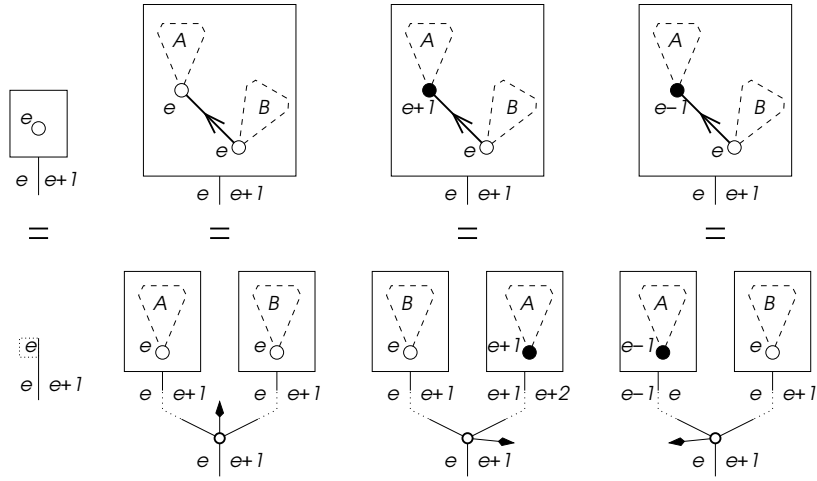 A A A
B B B
e e+1 e-1
e e e e
e e+1 e e+1 e e+1 e e+1
= = = =
A B B A A B
e e e e e+1 e-1 e
e e+1 e e+1 e e+1 e e+1 e+1 e+2 e-1 e e e+1
e e+1 e e+1 e e+1